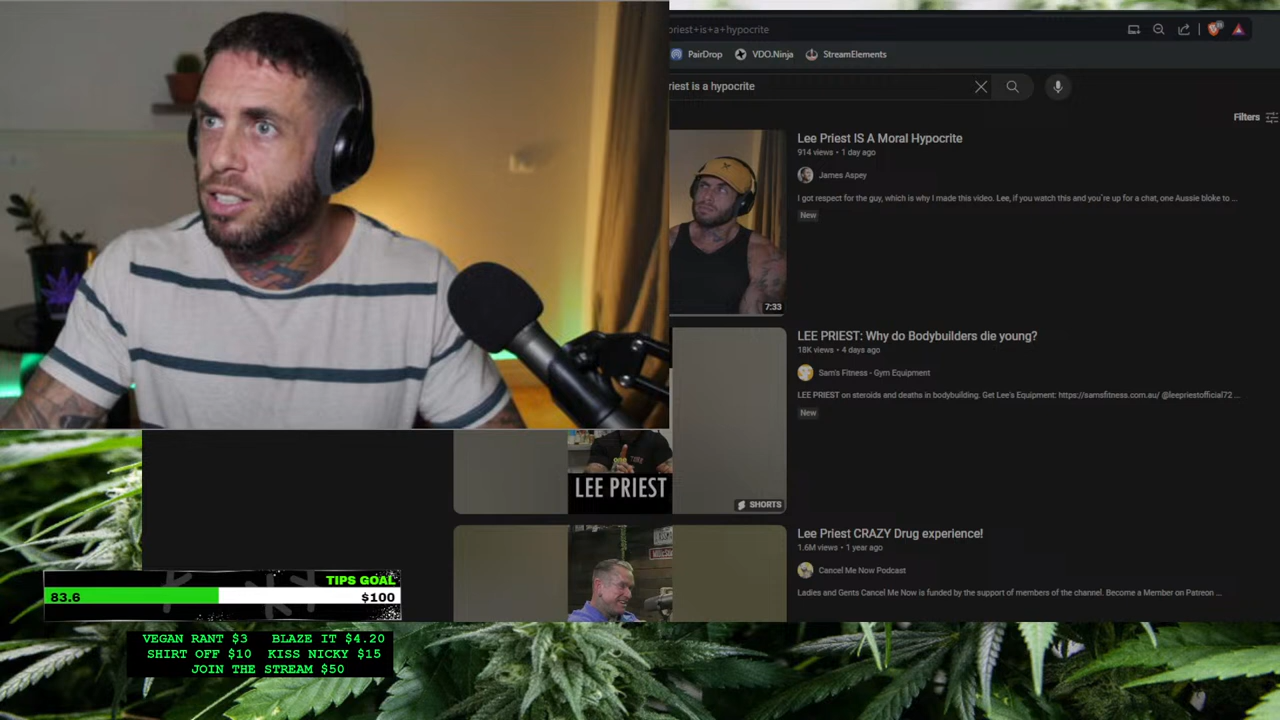 priest+is+a+hypocrite
PairDrop
VDO.Ninja
StreamElements
riest is a hypocrite
Filters
Lee Priest IS A Moral Hypocrite
914 views • 1 day ago
James Aspey
I got respect for the guy, which is why I made this video. Lee, if you watch this and you're up for a chat, one Aussie bloke to ...
New
7:33
LEE PRIEST: Why do Bodybuilders die young?
18K views • 4 days ago
Sam's Fitness - Gym Equipment
LEE PRIEST on steroids and deaths in bodybuilding. Get Lee's Equipment: https://samsfitness.com.au/ @leepriestofficial72 ...
New
LEE PRIEST
SHORTS
Lee Priest CRAZY Drug experience!
1.6M views • 1 year ago
Cancel Me Now Podcast
Ladies and Gents Cancel Me Now is funded by the support of members of the channel. Become a Member on Patreon ...
TIPS GOAL
83.6 $100
VEGAN RANT $3 BLAZE IT $4.20
SHIRT OFF $10 KISS NICKY $15
JOIN THE STREAM $50